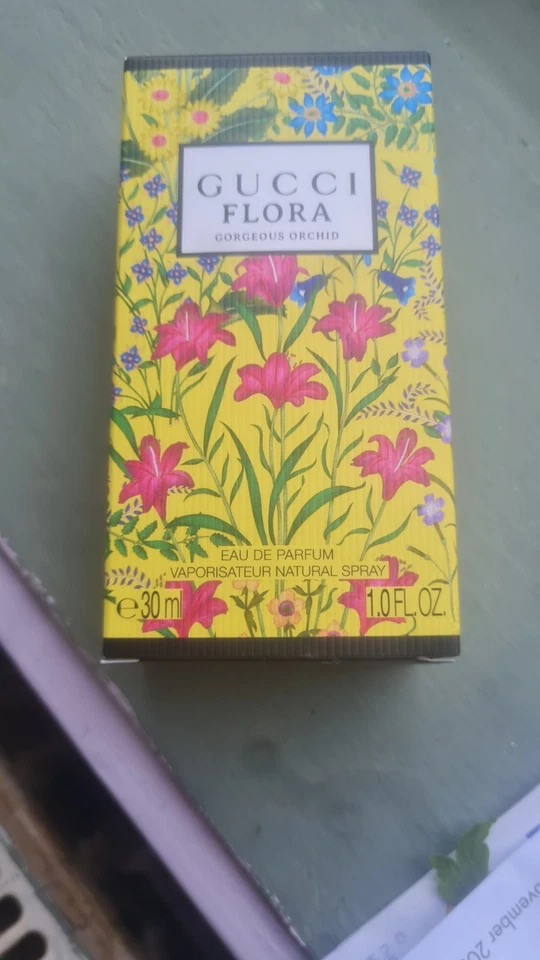 GUCCI
FLORA
GORGEOUS ORCHID
EAU DE PARFUM
VAPORISATEUR NATURAL SPRAY
℮ 30 ml 1.0 FL. OZ.